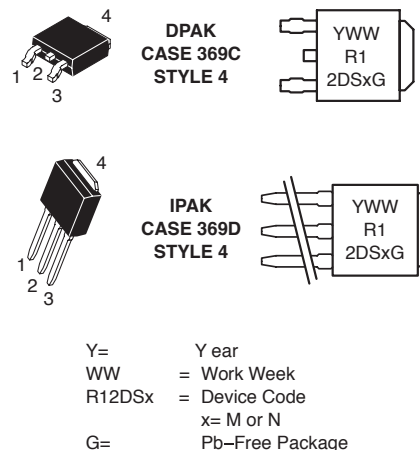 4
DPAK
CASE 369C
STYLE 4
1
2
3
YWW
R1
2DSxG
4
IPAK
CASE 369D
STYLE 4
1
2
3
YWW
R1
2DSxG
Y= Y ear
WW = Work Week
R12DSx = Device Code
x= M or N
G= Pb−Free Package